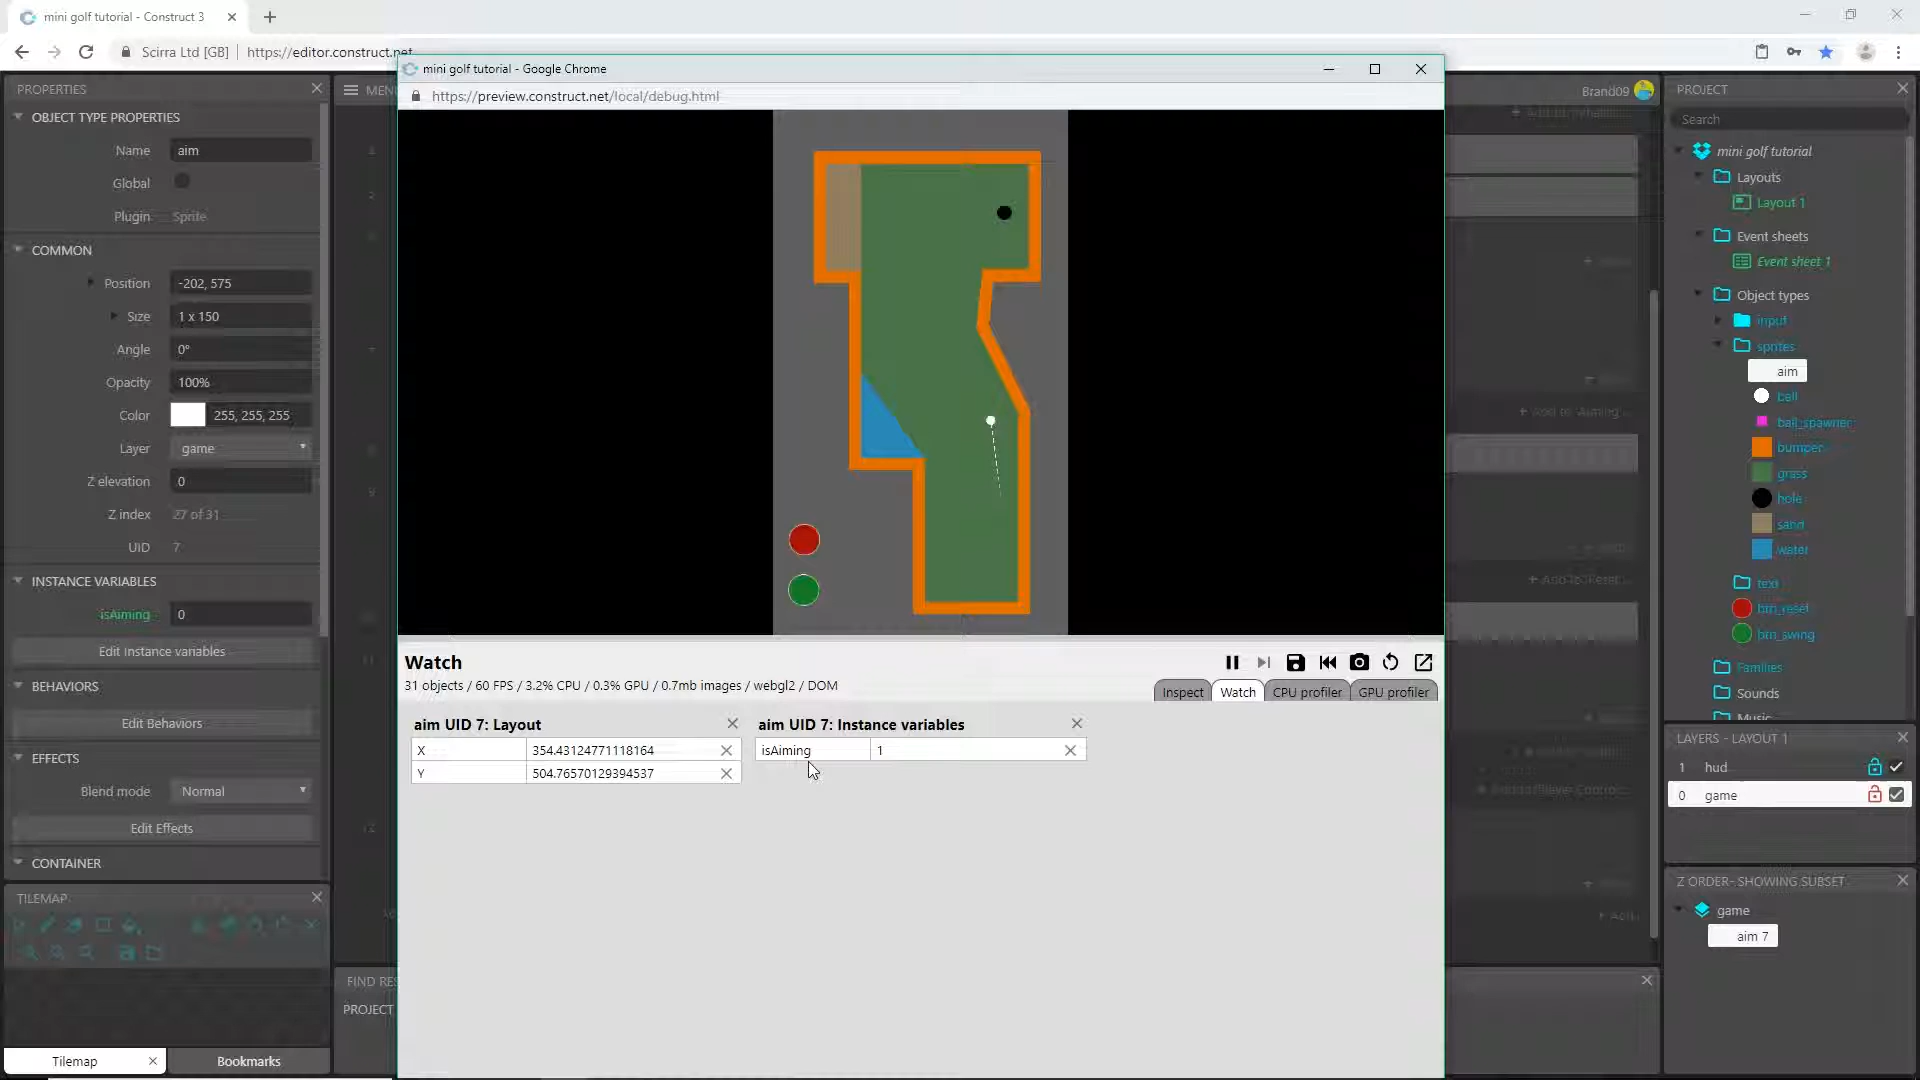 mini golf tutorial - Construct 3
Scirra Ltd [GB] https://editor.construct.net
mini golf tutorial - Google Chrome
https://preview.construct.net/local/debug.html
PROPERTIES
OBJECT TYPE PROPERTIES
Name aim
Global
Plugin Sprite
COMMON
Position -202, 575
Size 1 x 150
Angle 0°
Opacity 100%
Color 255, 255, 255
Layer game
Z elevation 0
Z index 27 of 31
UID 7
INSTANCE VARIABLES
isAiming 0
Edit Instance variables
BEHAVIORS
Edit Behaviors
EFFECTS
Blend mode Normal
Edit Effects
CONTAINER
TILEMAP
Tilemap
Bookmarks
Watch
31 objects / 60 FPS / 3.2% CPU / 0.3% GPU / 0.7mb images / webgl2 / DOM
Inspect Watch CPU profiler GPU profiler
aim UID 7: Layout
X 354.43124771118164
Y 504.76570129394537
aim UID 7: Instance variables
isAiming 1
Brand09
PROJECT
Search
mini golf tutorial
Layouts
Layout 1
Event sheets
Event sheet 1
Object types
input
sprites
aim
ball
ball_spawner
bumper
grass
hole
sand
water
text
btn_reset
btn_swing
Families
Sounds
Music
LAYERS - LAYOUT 1
1 hud
0 game
Z ORDER- SHOWING SUBSET
game
aim 7